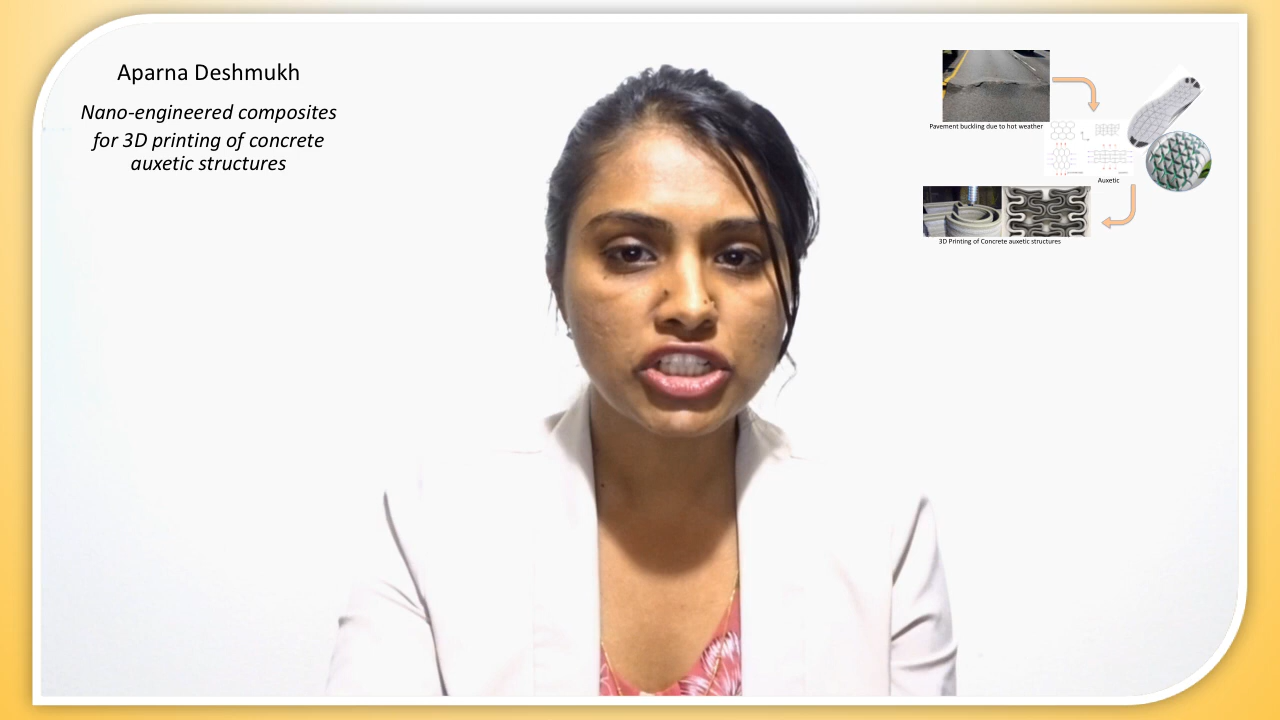 Aparna Deshmukh
Nano-engineered composites
for 3D printing of concrete
auxetic structures
Pavement buckling due to hot weather
Auxetic
3D Printing of Concrete auxetic structures